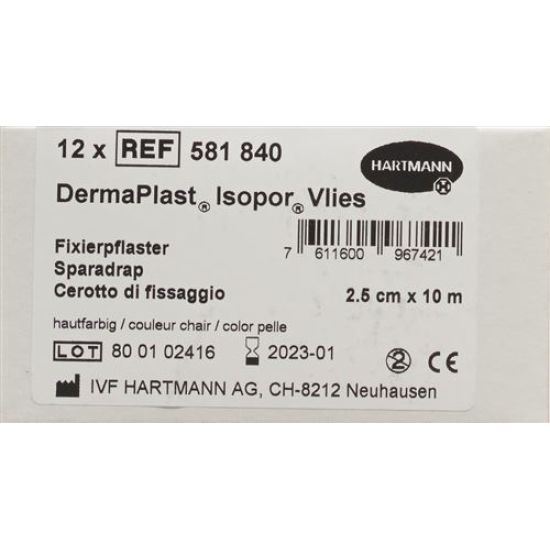 12 x REF 581 840
HARTMANN
DermaPlast® Isopor® Vlies
Fixierpflaster
Sparadrap
Cerotto di fissaggio
7 611600 967421
2.5 cm x 10 m
hautfarbig / couleur chair / color pelle
LOT 80 01 02416 2023-01
2 CE
IVF HARTMANN AG, CH-8212 Neuhausen